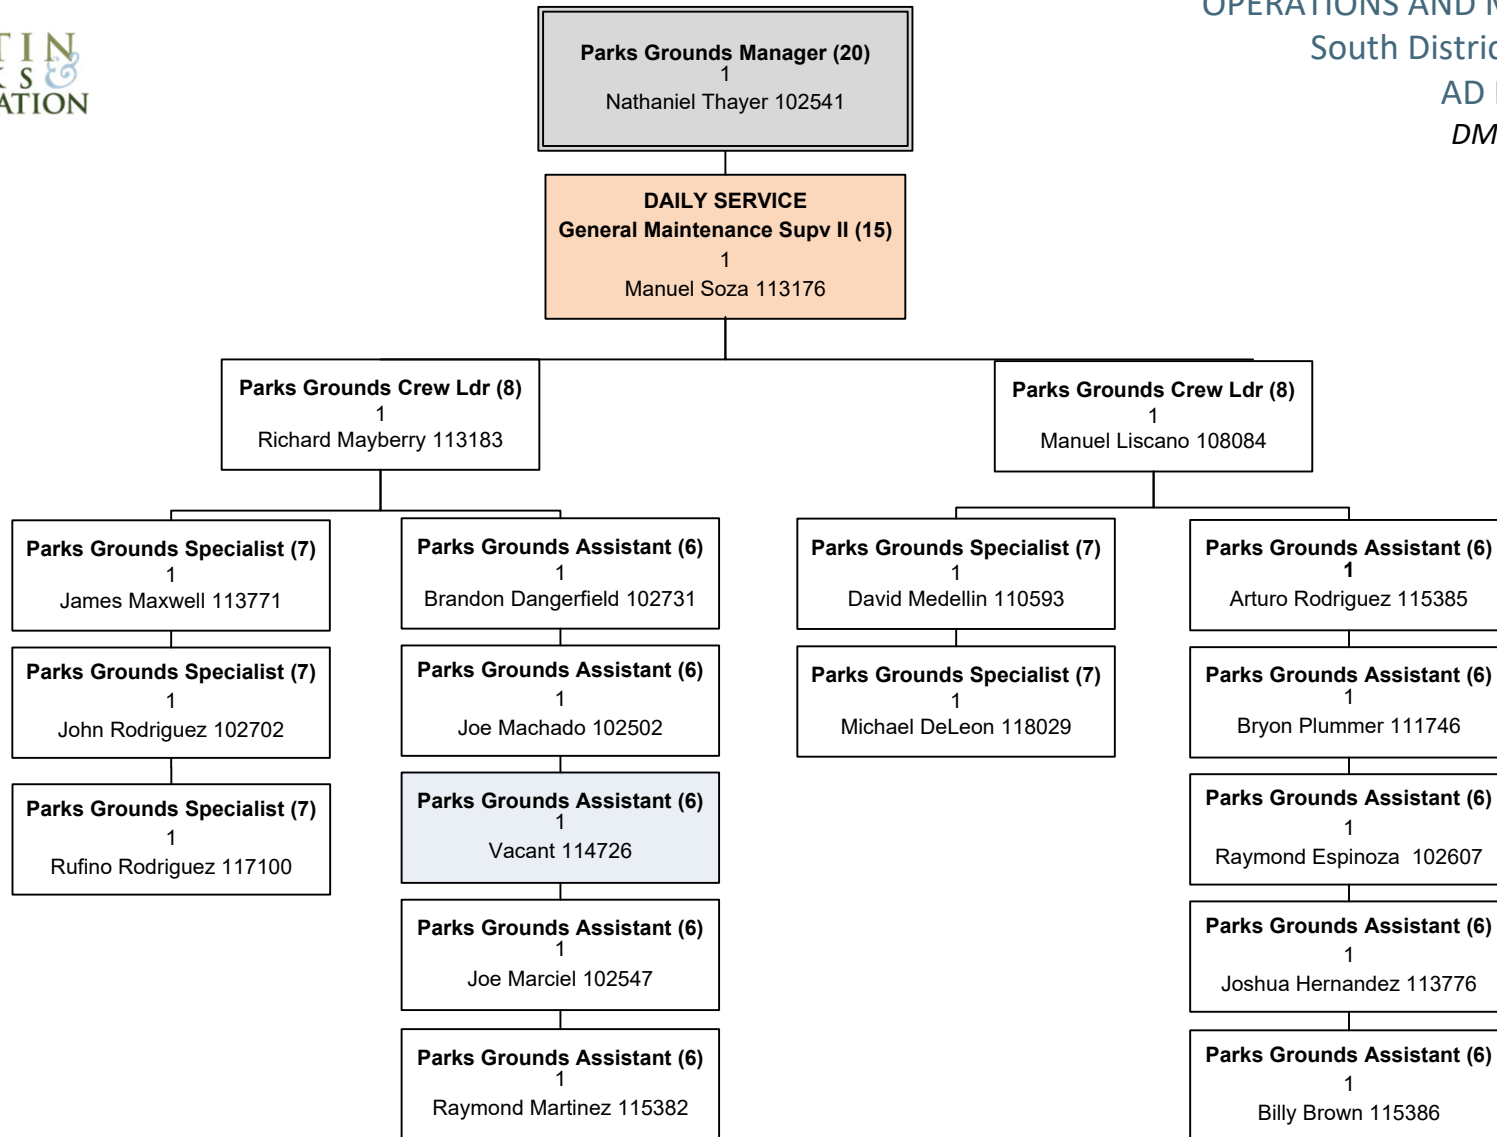 TIN
KS &
ATION
OPERATIONS AND M
South Distric
AD
DM
Parks Grounds Manager (20)
1
Nathaniel Thayer 102541
DAILY SERVICE
General Maintenance Supv II (15)
1
Manuel Soza 113176
Parks Grounds Crew Ldr (8)
1
Richard Mayberry 113183
Parks Grounds Crew Ldr (8)
1
Manuel Liscano 108084
Parks Grounds Specialist (7)
1
James Maxwell 113771
Parks Grounds Specialist (7)
1
John Rodriguez 102702
Parks Grounds Specialist (7)
1
Rufino Rodriguez 117100
Parks Grounds Assistant (6)
1
Brandon Dangerfield 102731
Parks Grounds Assistant (6)
1
Joe Machado 102502
Parks Grounds Assistant (6)
1
Vacant 114726
Parks Grounds Assistant (6)
1
Joe Marciel 102547
Parks Grounds Assistant (6)
1
Raymond Martinez 115382
Parks Grounds Specialist (7)
1
David Medellin 110593
Parks Grounds Specialist (7)
1
Michael DeLeon 118029
Parks Grounds Assistant (6)
1
Arturo Rodriguez 115385
Parks Grounds Assistant (6)
1
Bryon Plummer 111746
Parks Grounds Assistant (6)
1
Raymond Espinoza  102607
Parks Grounds Assistant (6)
1
Joshua Hernandez 113776
Parks Grounds Assistant (6)
1
Billy Brown 115386